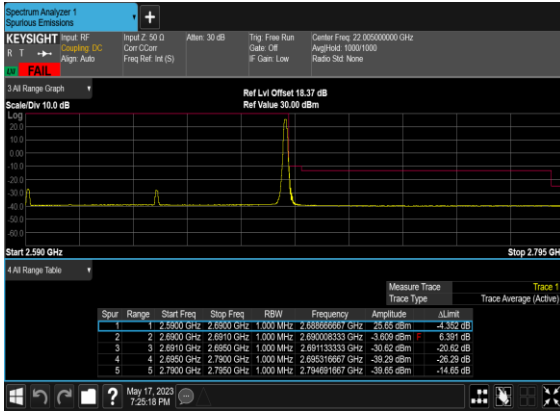 Spectrum Analyzer 1
Spurious Emissions
+
KEYSIGHT Input: RF Input Z: 50 Ω Atten: 30 dB Trig: Free Run Center Freq: 22.005000000 GHz
R T Coupling: DC Corr CCorr Gate: Off Avg|Hold: 1000/1000
Align: Auto Freq Ref: Int (S) IF Gain: Low Radio Std: None
FAIL
3 All Range Graph
Ref Lvl Offset 18.37 dB
Scale/Div 10.0 dB Ref Value 30.00 dBm
Log
20.0
10.0
0.00
-10.0
-20.0
-30.0
-40.0
-50.0
-60.0
Start 2.590 GHz Stop 2.795 GH
4 All Range Table
Measure Trace Trace 1
Trace Type Trace Average (Active)
Spur Range Start Freq Stop Freq RBW Frequency Amplitude ΔLimit
1 1 2.5900 GHz 2.6900 GHz 1.000 MHz 2.688666667 GHz 25.65 dBm -4.352 dB
2 2 2.6900 GHz 2.6910 GHz 1.000 MHz 2.690008333 GHz -3.609 dBm F 6.391 dB
3 3 2.6910 GHz 2.6950 GHz 1.000 MHz 2.691133333 GHz -30.62 dBm -20.62 dB
4 4 2.6950 GHz 2.7900 GHz 1.000 MHz 2.695316667 GHz -39.29 dBm -26.29 dB
5 5 2.7900 GHz 2.7950 GHz 1.000 MHz 2.794691667 GHz -39.65 dBm -14.65 dB
? May 17, 2023
7:25:18 PM